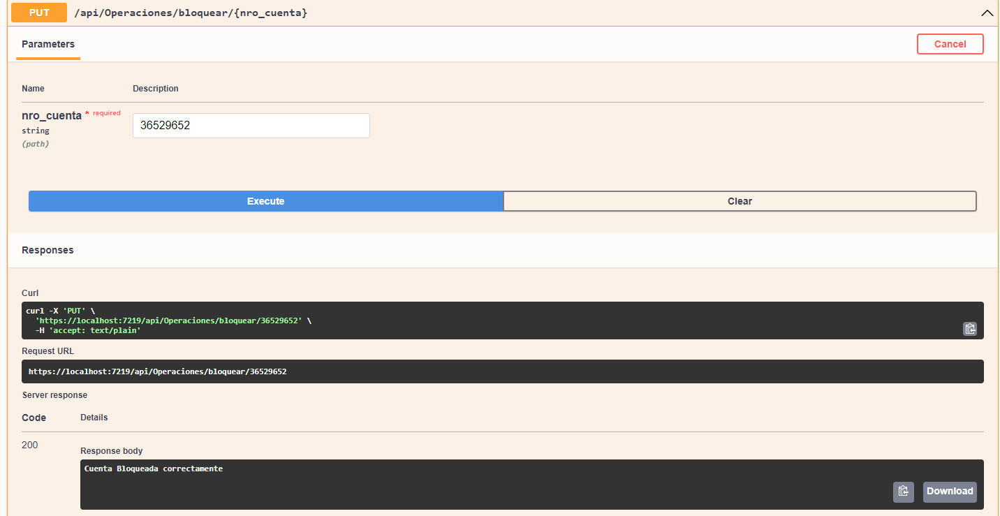 PUT /api/Operaciones/bloquear/{nro_cuenta}
Parameters Cancel
Name Description
nro_cuenta * required 36529652
string
(path)
Execute Clear
Responses
Curl
curl -X 'PUT' \
'https://localhost:7219/api/Operaciones/bloquear/36529652' \
-H 'accept: text/plain'
Request URL
https://localhost:7219/api/Operaciones/bloquear/36529652
Server response
Code Details
200
Response body
Cuenta Bloqueada correctamente
Download